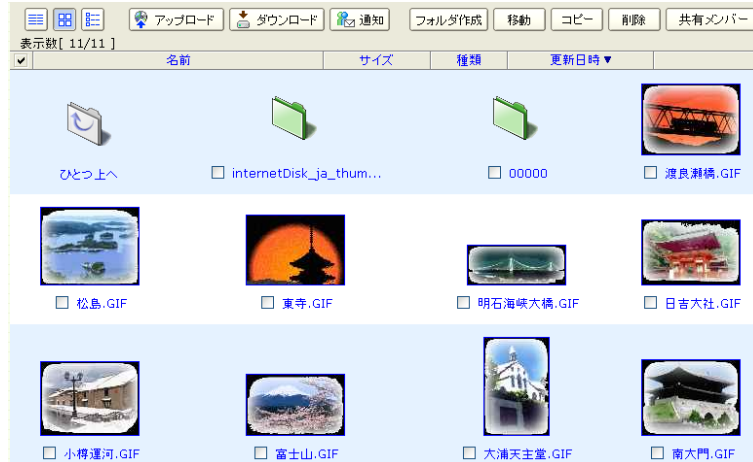 アップロード ダウンロード 通知 フォルダ作成 移動 コピー 削除 共有メンバー
表示数[ 11/11 ]
名前 サイズ 種類 更新日時▼
ひとつ上へ internetDisk_ja_thum... 00000 渡良瀬橋.GIF
松島.GIF 東寺.GIF 明石海峡大橋.GIF 日吉大社.GIF
小樽運河.GIF 富士山.GIF 大浦天主堂.GIF 南大門.GIF